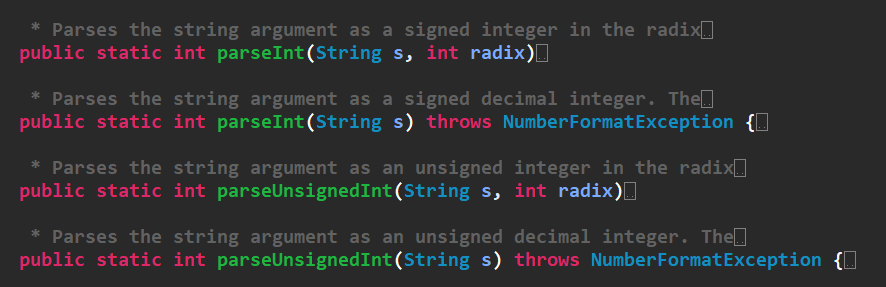 * Parses the string argument as a signed integer in the radix
public static int parseInt(String s, int radix)
* Parses the string argument as a signed decimal integer. The
public static int parseInt(String s) throws NumberFormatException {
* Parses the string argument as an unsigned integer in the radix
public static int parseUnsignedInt(String s, int radix)
* Parses the string argument as an unsigned decimal integer. The
public static int parseUnsignedInt(String s) throws NumberFormatException {